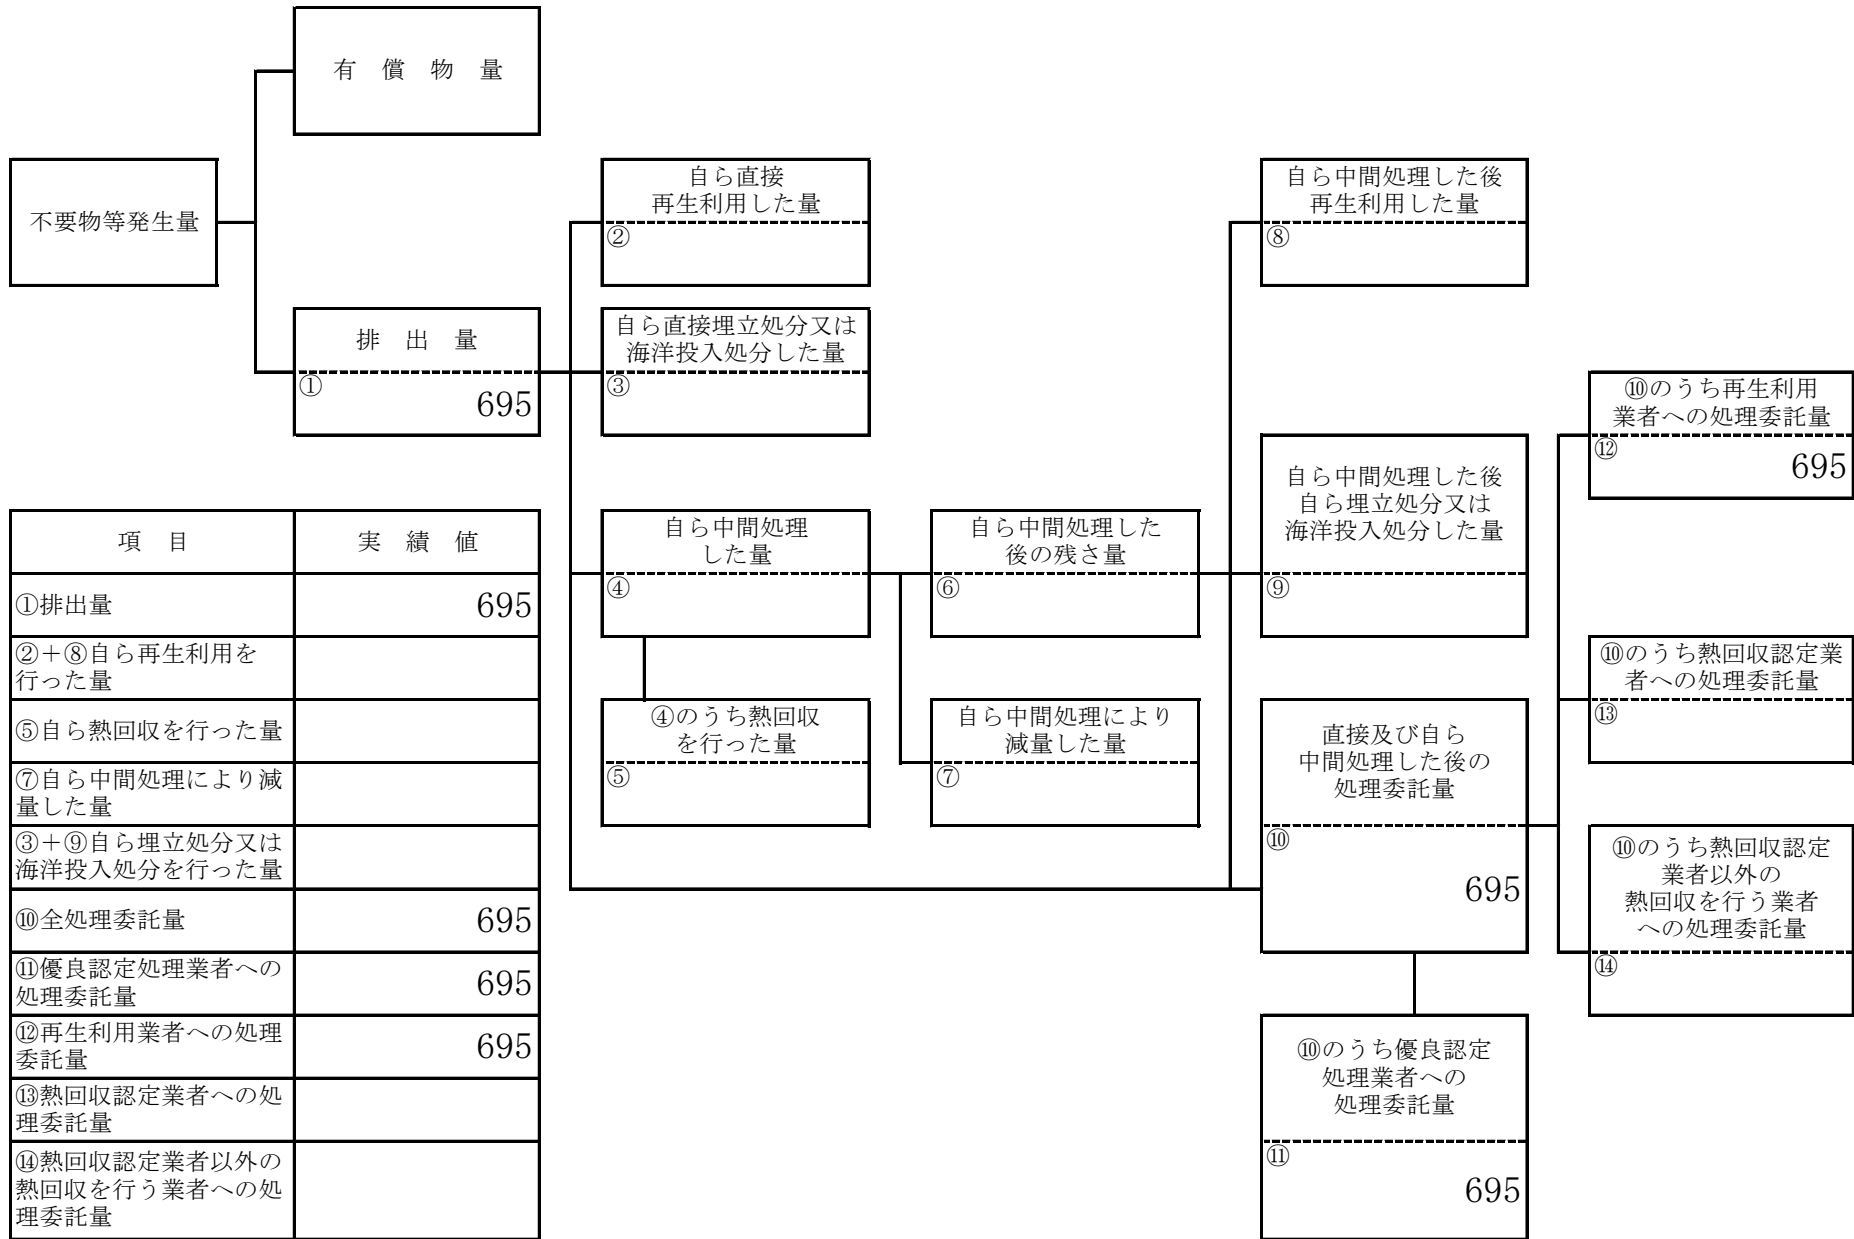 有　償　物　量
不要物等発生量
排　出　量
①
695
自ら直接
再生利用した量
②
自ら直接埋立処分又は
海洋投入処分した量
③
自ら中間処理
した量
④
④のうち熱回収
を行った量
⑤
自ら中間処理した
後の残さ量
⑥
自ら中間処理により
減量した量
⑦
自ら中間処理した後
再生利用した量
⑧
自ら中間処理した後
自ら埋立処分又は
海洋投入処分した量
⑨
直接及び自ら
中間処理した後の
処理委託量
⑩
695
⑩のうち優良認定
処理業者への
処理委託量
⑪
695
⑩のうち再生利用
業者への処理委託量
⑫
695
⑩のうち熱回収認定業
者への処理委託量
⑬
⑩のうち熱回収認定
業者以外の
熱回収を行う業者
への処理委託量
⑭
項　目　実　績　値
①排出量　695
②＋⑧自ら再生利用を
行った量
⑤自ら熱回収を行った量
⑦自ら中間処理により減
量した量
③＋⑨自ら埋立処分又は
海洋投入処分を行った量
⑩全処理委託量　695
⑪優良認定処理業者への
処理委託量　695
⑫再生利用業者への処理
委託量　695
⑬熱回収認定業者への処
理委託量
⑭熱回収認定業者以外の
熱回収を行う業者への処
理委託量